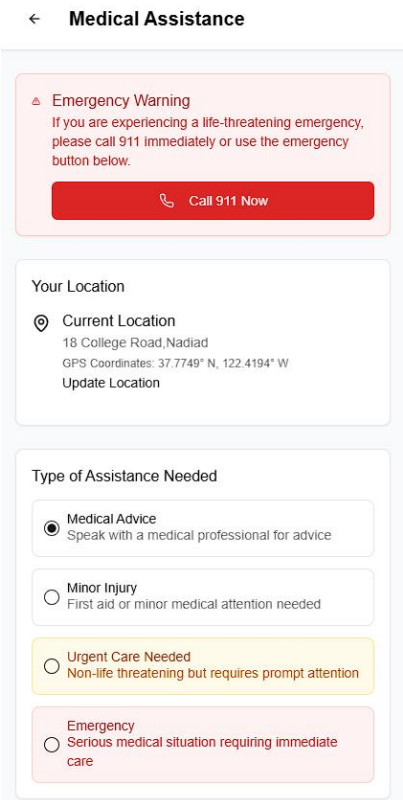 Medical Assistance
Emergency Warning
If you are experiencing a life-threatening emergency,
please call 911 immediately or use the emergency
button below.
Call 911 Now
Your Location
Current Location
18 College Road,Nadiad
GPS Coordinates: 37.7749° N, 122.4194° W
Update Location
Type of Assistance Needed
Medical Advice
Speak with a medical professional for advice
Minor Injury
First aid or minor medical attention needed
Urgent Care Needed
Non-life threatening but requires prompt attention
Emergency
Serious medical situation requiring immediate
care